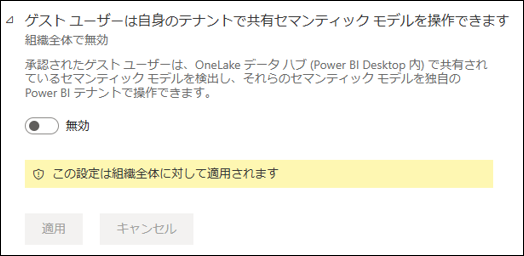 ゲスト ユーザーは自身のテナントで共有セマンティック モデルを操作できます
組織全体で無効
承認されたゲスト ユーザーは、OneLake データ ハブ (Power BI Desktop 内) で共有され
ているセマンティック モデルを検出し、それらのセマンティック モデルを独自の
Power BI テナントで操作できます。
無効
この設定は組織全体に対して適用されます
適用 キャンセル